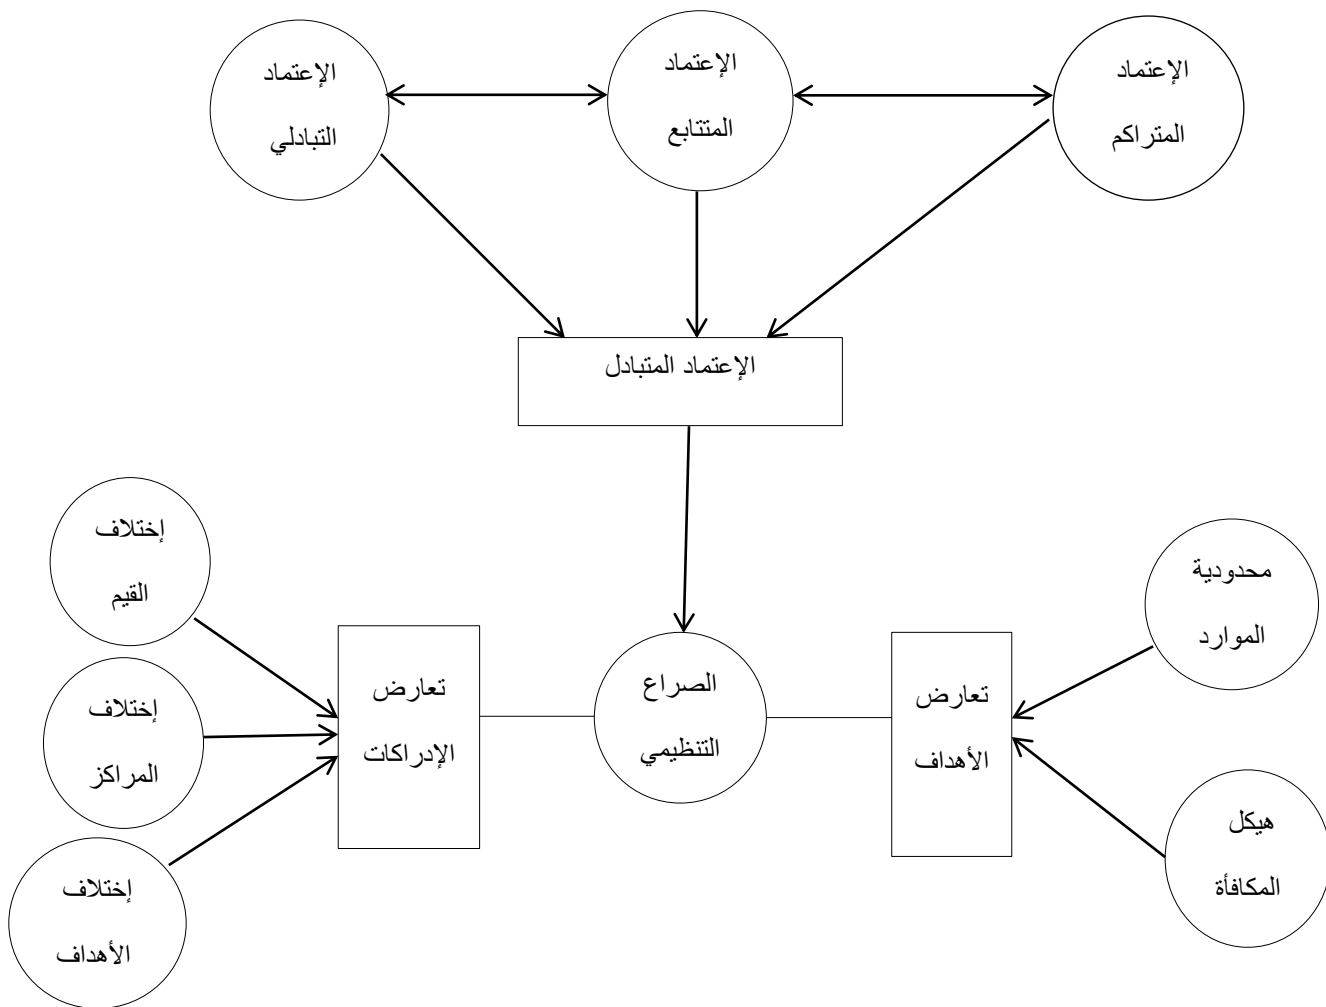 الإعتماد
المتراكم
الإعتماد
المتتابع
الإعتماد
التبادلي
الإعتماد المتبادل
محدودية
الموارد
هيكل
المكافأة
تعارض
الأهداف
الصراع
التنظيمي
تعارض
الإدراكات
إختلاف
القيم
إختلاف
المراكز
إختلاف
الأهداف